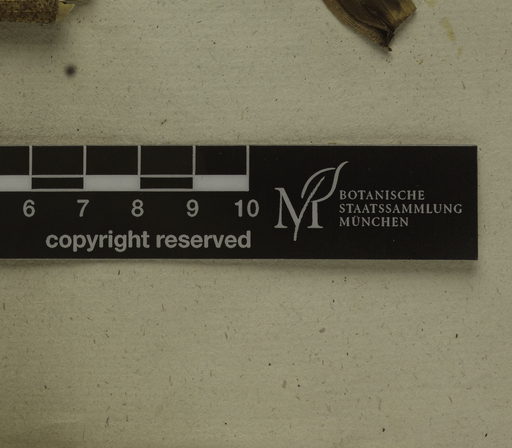 6 7 8 9 10
copyright reserved
M
BOTANISCHE
STAATSSAMMLUNG
MÜNCHEN